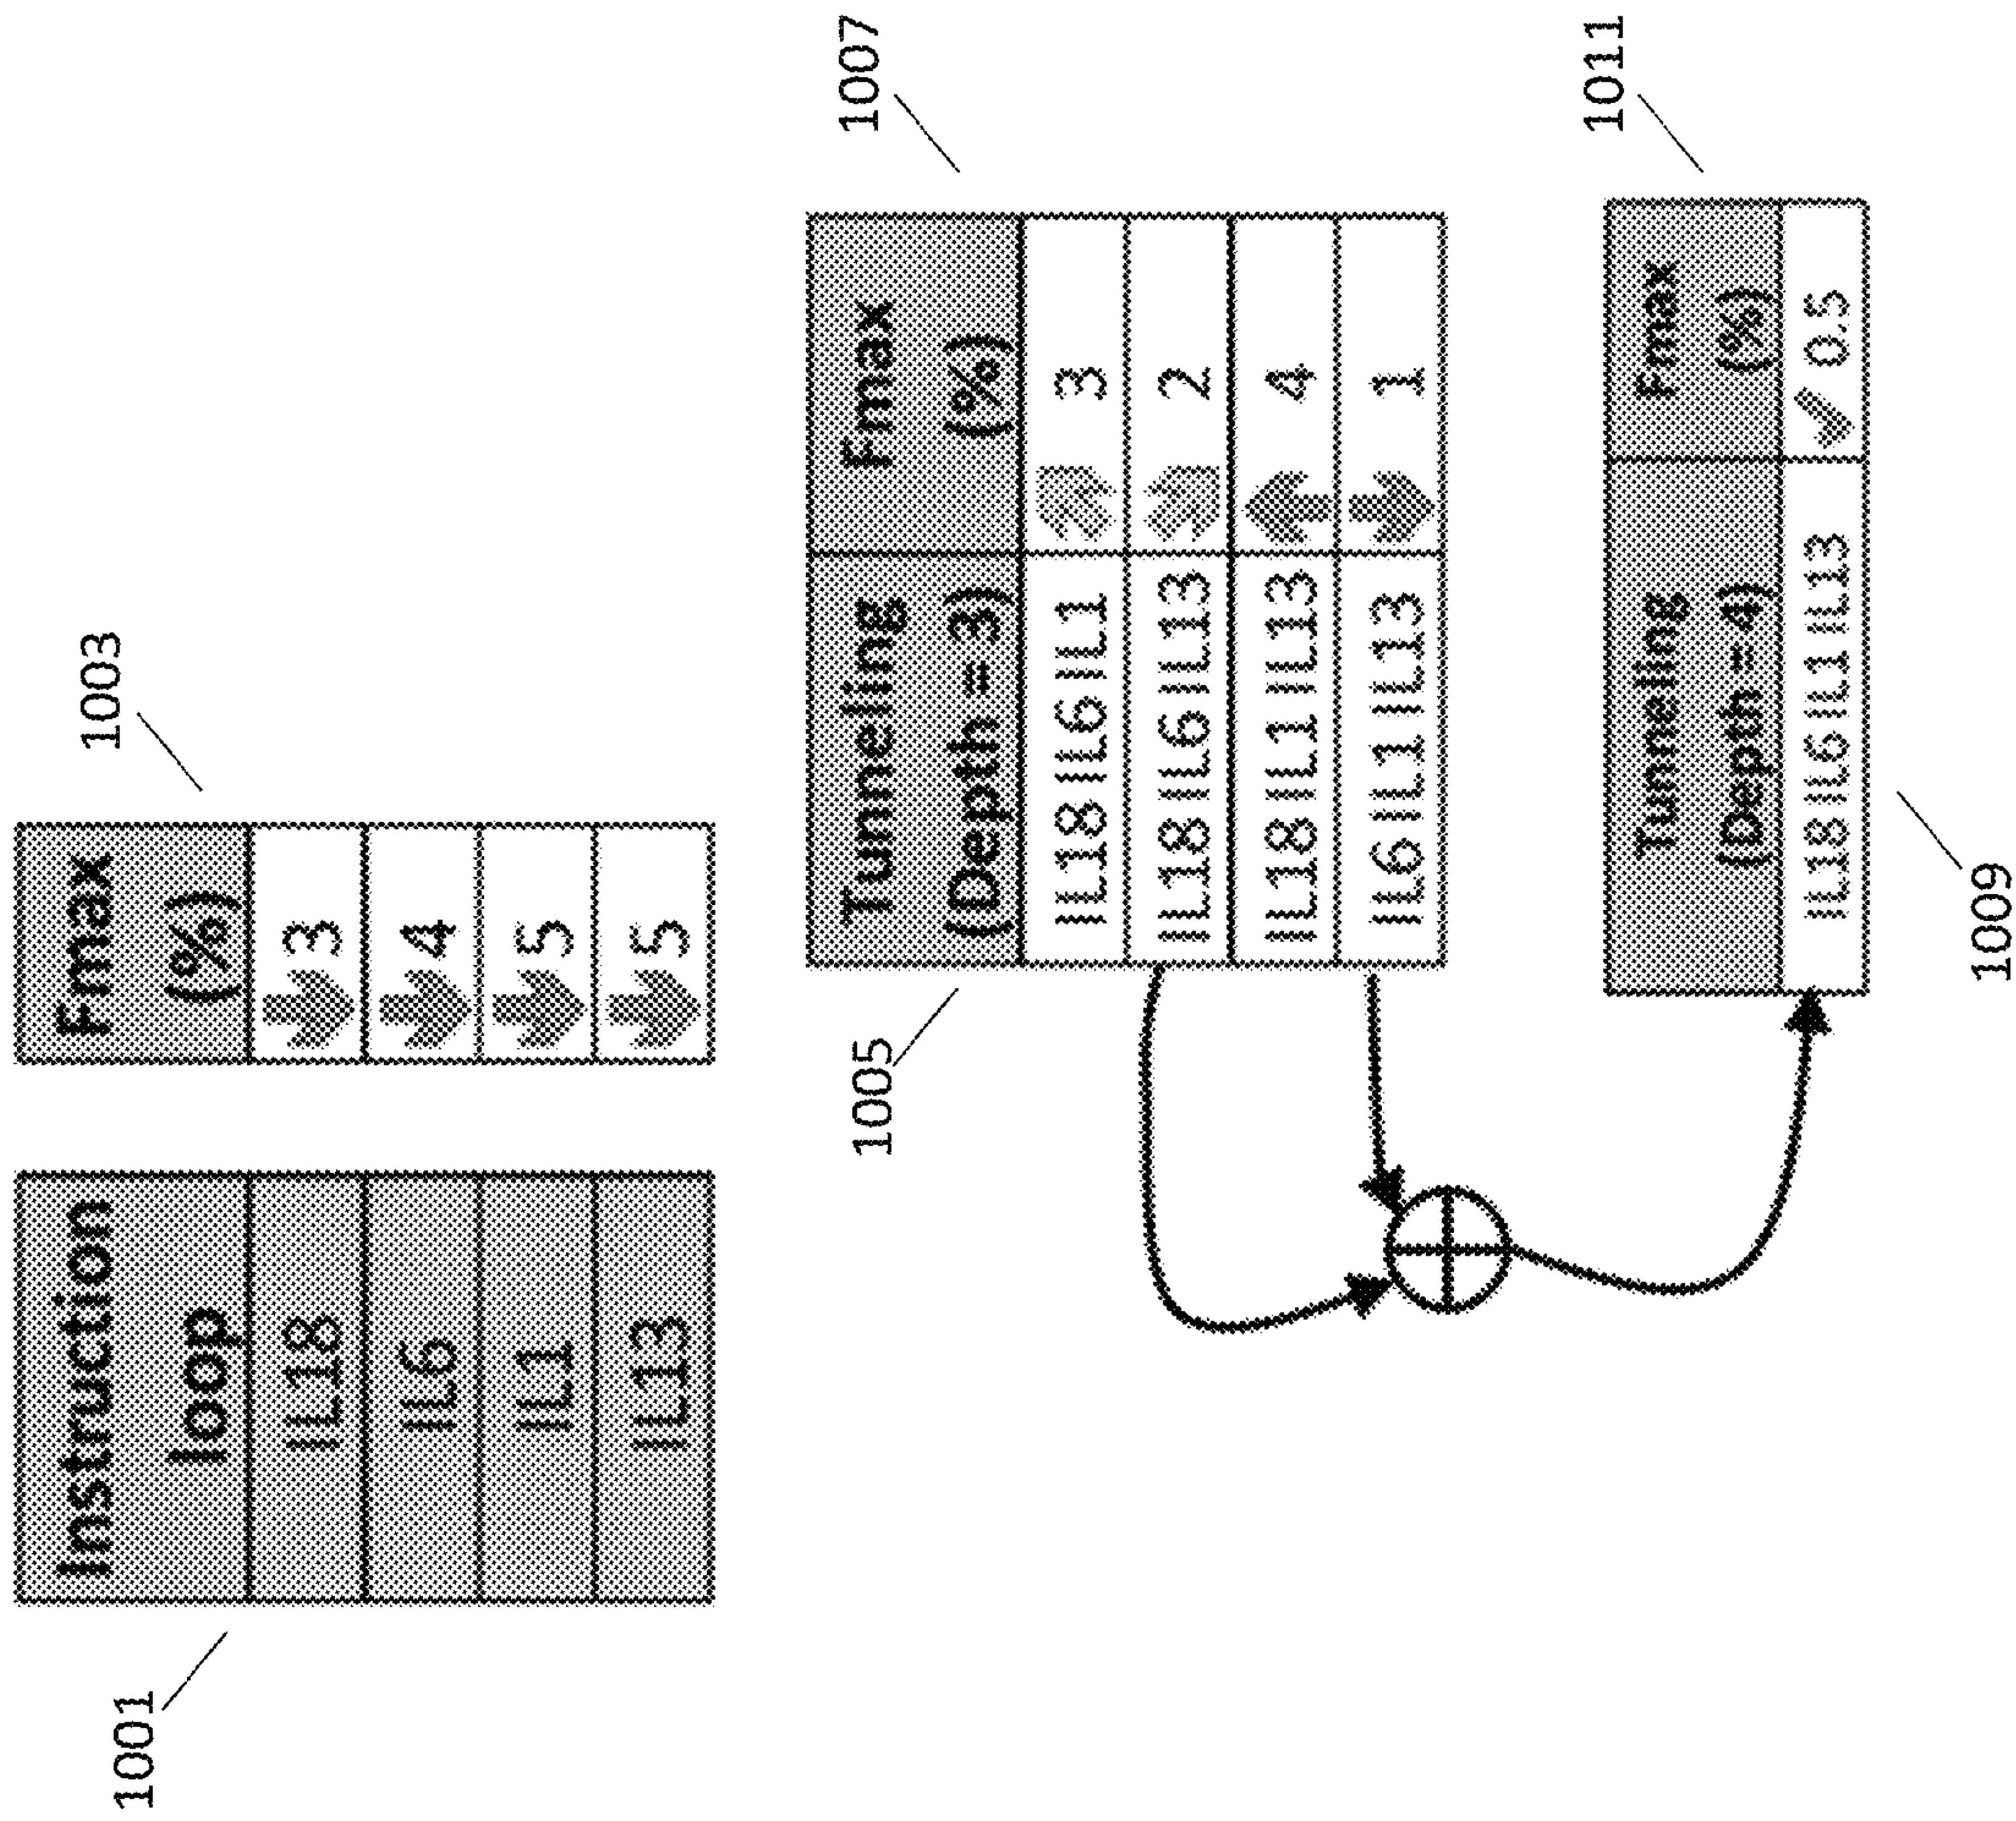 1001
1003
Instruction
loop
IL18
IL6
IL1
IL13
Fmax
(%)
3
4
5
5
1005
1007
Tunneling
(Depth = 3)
Fmax
(%)
IL18 IL6 IL1 3
IL18 IL6 IL13 2
IL18 IL1 IL13 4
IL6 IL1 IL13 1
1011
Tunneling
(Depth = 4)
Fmax
(%)
IL18 IL6 IL1 IL13 0.5
1009